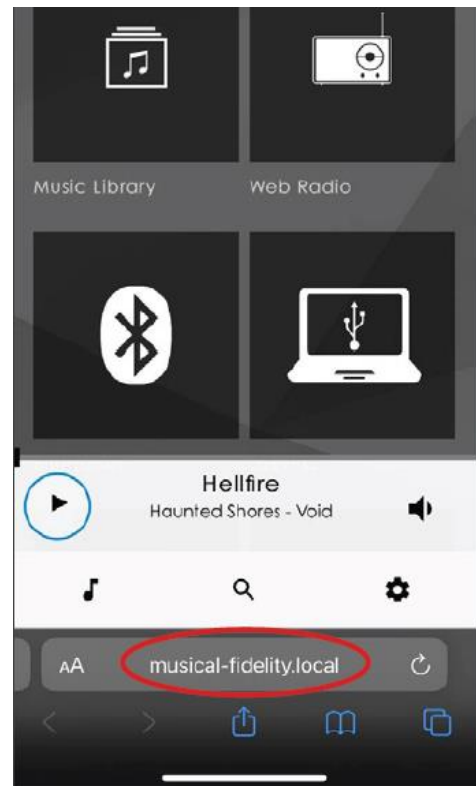 Music Library
Web Radio
Hellfire
Haunted Shores - Void
AA
musical-fidelity.local